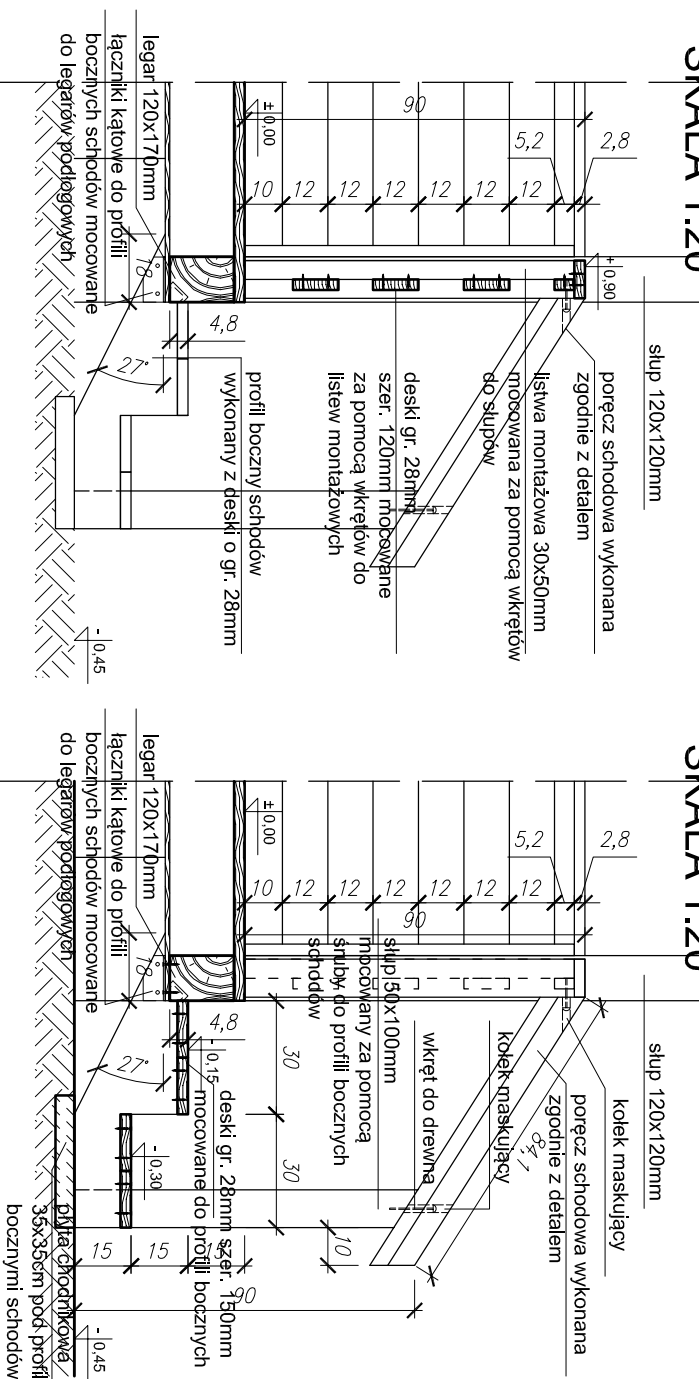 SKALA 1:20
słup 120x120mm
poręcz schodowa wykonana
zgodnie z detalem
listwa montażowa 30x50mm
mocowana za pomocą wkrętów
do słupów
deski gr. 28mm
szer. 120mm mocowane
za pomocą wkrętów do
listew montażowych
profil boczny schodów
wykonany z deski o gr. 28mm
legar 120x170mm
łączniki kątowe do profili
bocznych schodów mocowane
do legarów podłogowych
2,8
5,2
90
12
12
12
12
12
12
10
± 0,00
+ 0,90
4,8
18
27°
- 0,45
SKALA 1:20
słup 120x120mm
kołek maskujący
poręcz schodowa wykonana
zgodnie z detalem
kołek maskujący
wkręt do drewna
słup 50x100mm
mocowany za pomocą
śruby do profili bocznych
schodów
deski gr. 28mm szer. 150mm
mocowane do profili bocznych
legar 120x170mm
łączniki kątowe do profili
bocznych schodów mocowane
do legarów podłogowych
płyta chodnikowa
35x35cm pod profil
bocznymi schodów
2,8
5,2
12
12
12
12
12
12
10
90
± 0,00
84,1
30
30
10
4,8
- 0,15
- 0,30
18
27°
15
15
15
90
- 0,45